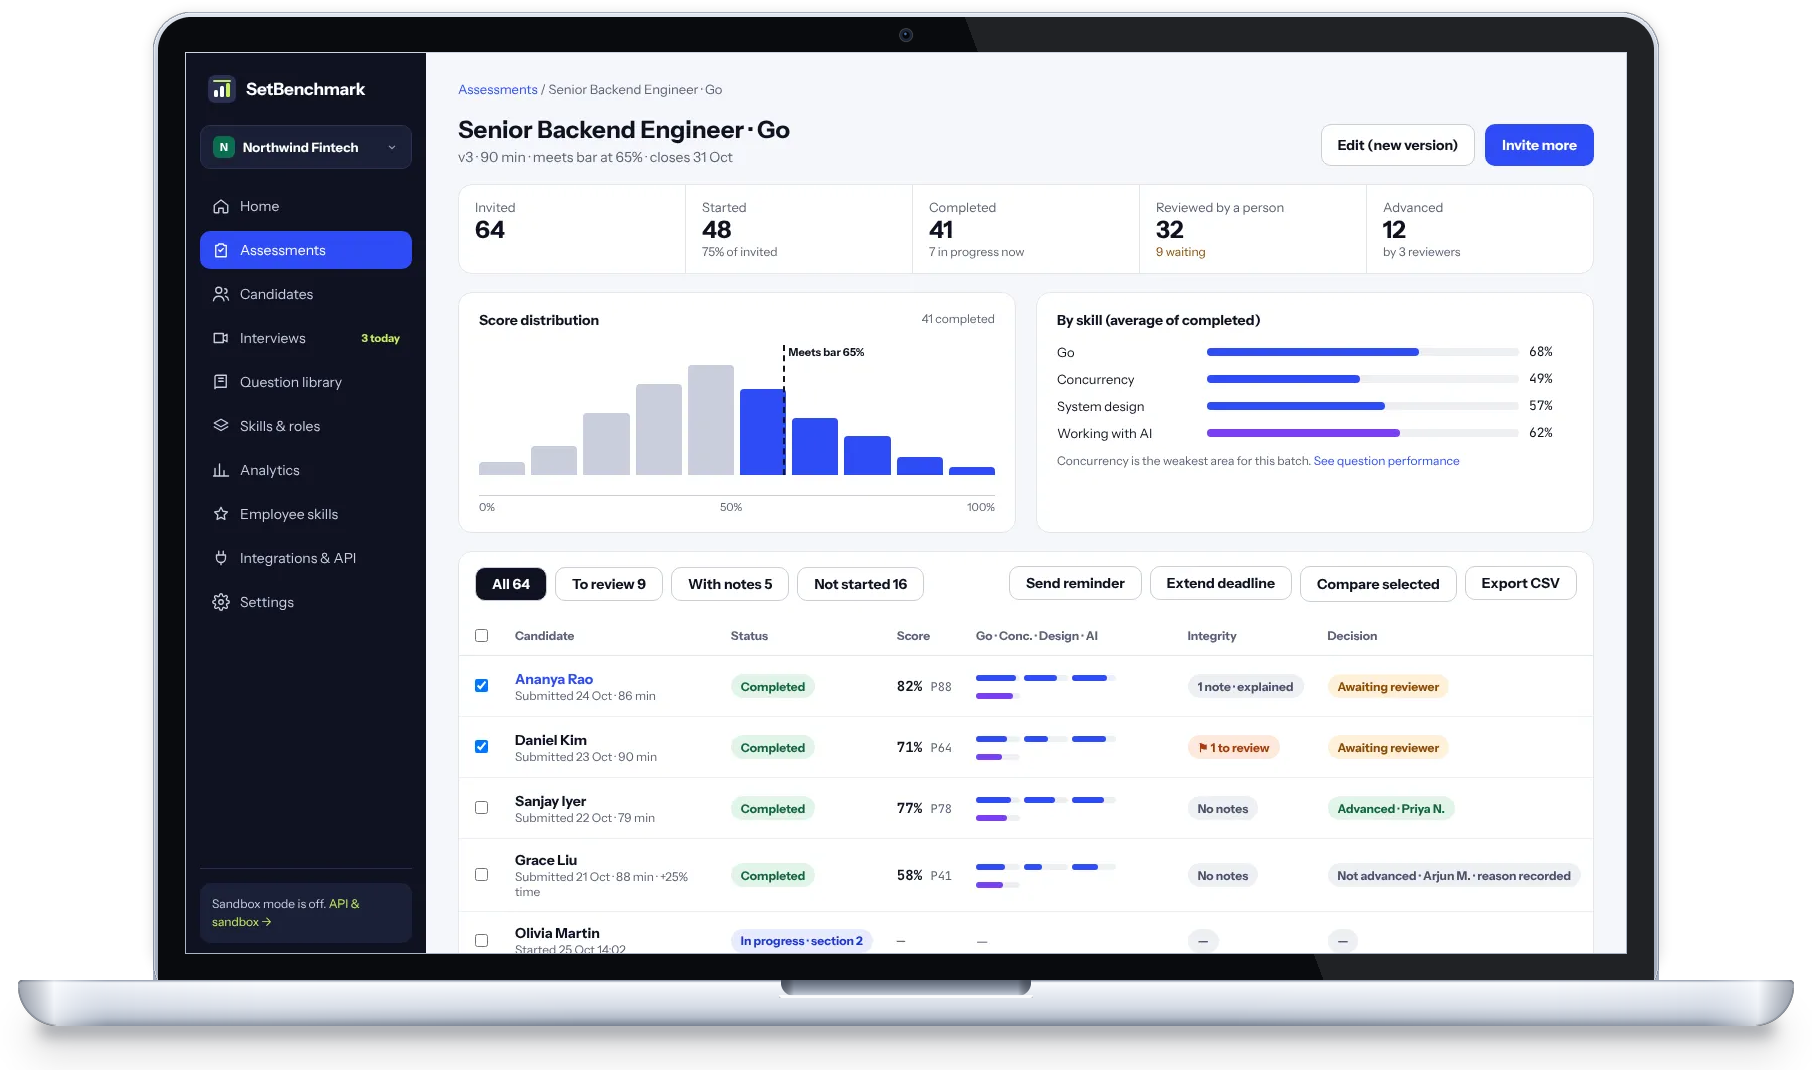 SetBenchmark
N Northwind Fintech
Home
Assessments
Candidates
Interviews 3 today
Question library
Skills & roles
Analytics
Employee skills
Integrations & API
Settings
Sandbox mode is off. API &
sandbox →
Assessments / Senior Backend Engineer · Go
Senior Backend Engineer · Go
v3 · 90 min · meets bar at 65% · closes 31 Oct
Edit (new version)
Invite more
Invited
64
Started
48
75% of invited
Completed
41
7 in progress now
Reviewed by a person
32
9 waiting
Advanced
12
by 3 reviewers
Score distribution
41 completed
Meets bar 65%
0% 50% 100%
By skill (average of completed)
Go 68%
Concurrency 49%
System design 57%
Working with AI 62%
Concurrency is the weakest area for this batch. See question performance
All 64 To review 9 With notes 5 Not started 16 Send reminder Extend deadline Compare selected Export CSV
Candidate Status Score Go · Conc. · Design · AI Integrity Decision
Ananya Rao
Submitted 24 Oct · 86 min
Completed 82% P88 1 note · explained Awaiting reviewer
Daniel Kim
Submitted 23 Oct · 90 min
Completed 71% P64 1 to review Awaiting reviewer
Sanjay Iyer
Submitted 22 Oct · 79 min
Completed 77% P78 No notes Advanced · Priya N.
Grace Liu
Submitted 21 Oct · 88 min · +25%
time
Completed 58% P41 No notes Not advanced · Arjun M. · reason recorded
Olivia Martin
Started 25 Oct 14:02
In progress · section 2 – — — —